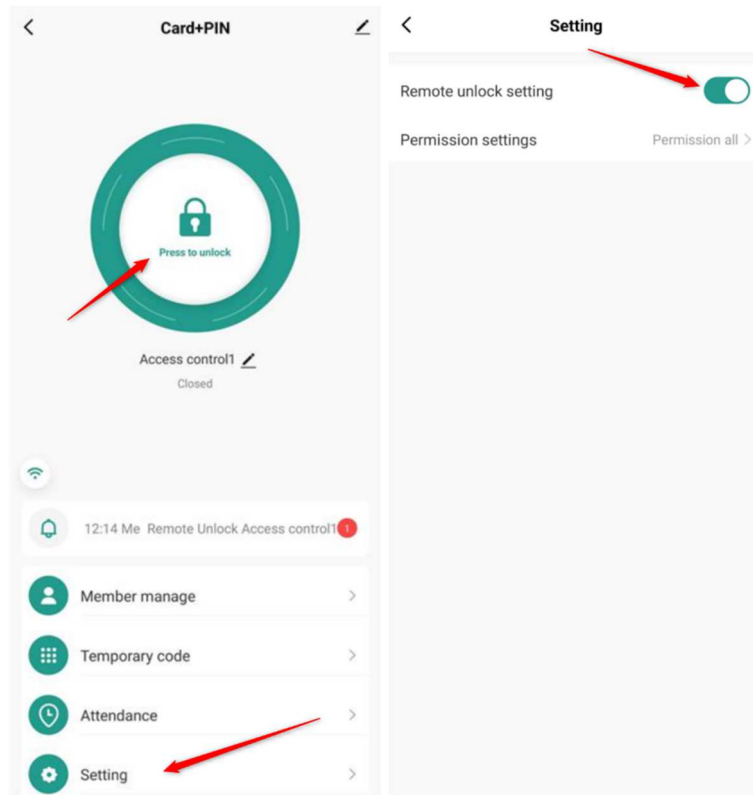 Card+PIN
Press to unlock
Access control1
Closed
12:14 Me Remote Unlock Access control1
1
Member manage
Temporary code
Attendance
Setting
Setting
Remote unlock setting
Permission settings Permission all